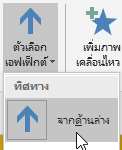 ตัวเลือก
เอฟเฟ็กต์
เพิ่มภาพ
เคลื่อนไหว
ทิศทาง
จากด้านล่าง